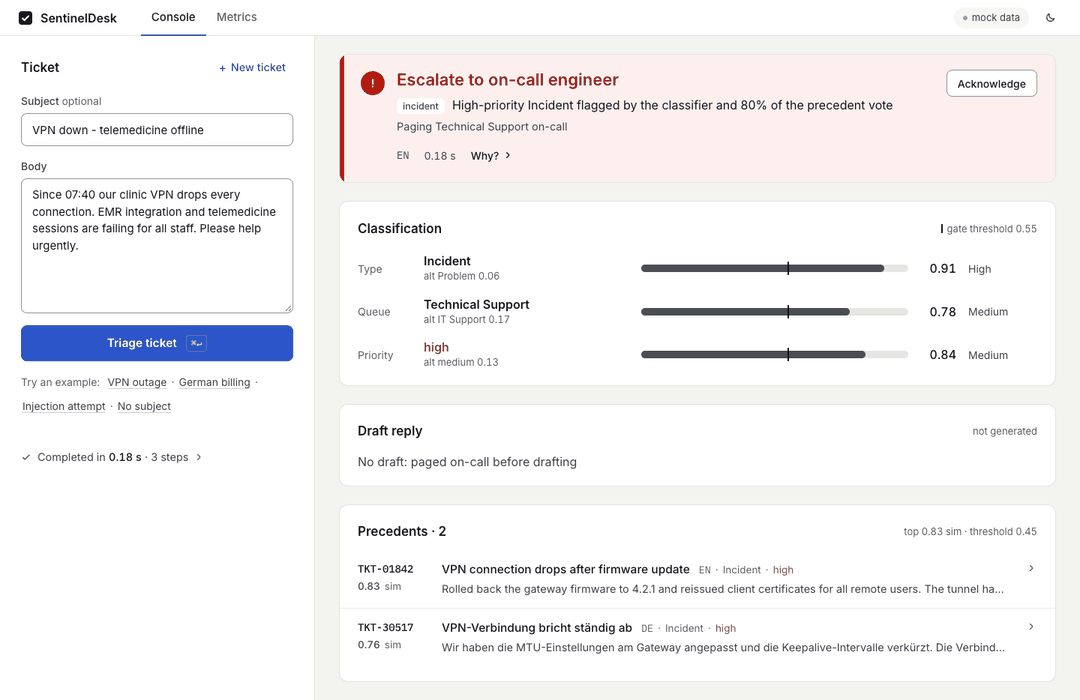 SentinelDesk
Console
Metrics
mock data
Ticket
+ New ticket
Subject optional
VPN down - telemedicine offline
Body
Since 07:40 our clinic VPN drops every
connection. EMR integration and telemedicine
sessions are failing for all staff. Please help
urgently.
Triage ticket ⌘↵
Try an example: VPN outage · German billing ·
Injection attempt · No subject
Completed in 0.18 s · 3 steps
!
Escalate to on-call engineer
Acknowledge
incident High-priority Incident flagged by the classifier and 80% of the precedent vote
Paging Technical Support on-call
EN 0.18 s Why?
Classification
gate threshold 0.55
Type Incident 0.91 High
alt Problem 0.06
Queue Technical Support 0.78 Medium
alt IT Support 0.17
Priority high 0.84 Medium
alt medium 0.13
Draft reply
not generated
No draft: paged on-call before drafting
Precedents · 2
top 0.83 sim · threshold 0.45
TKT-01842 VPN connection drops after firmware update EN · Incident · high
0.83 sim Rolled back the gateway firmware to 4.2.1 and reissued client certificates for all remote users. The tunnel ha...
TKT-30517 VPN-Verbindung bricht ständig ab DE · Incident · high
0.76 sim Wir haben die MTU-Einstellungen am Gateway angepasst und die Keepalive-Intervalle verkürzt. Die Verbind...